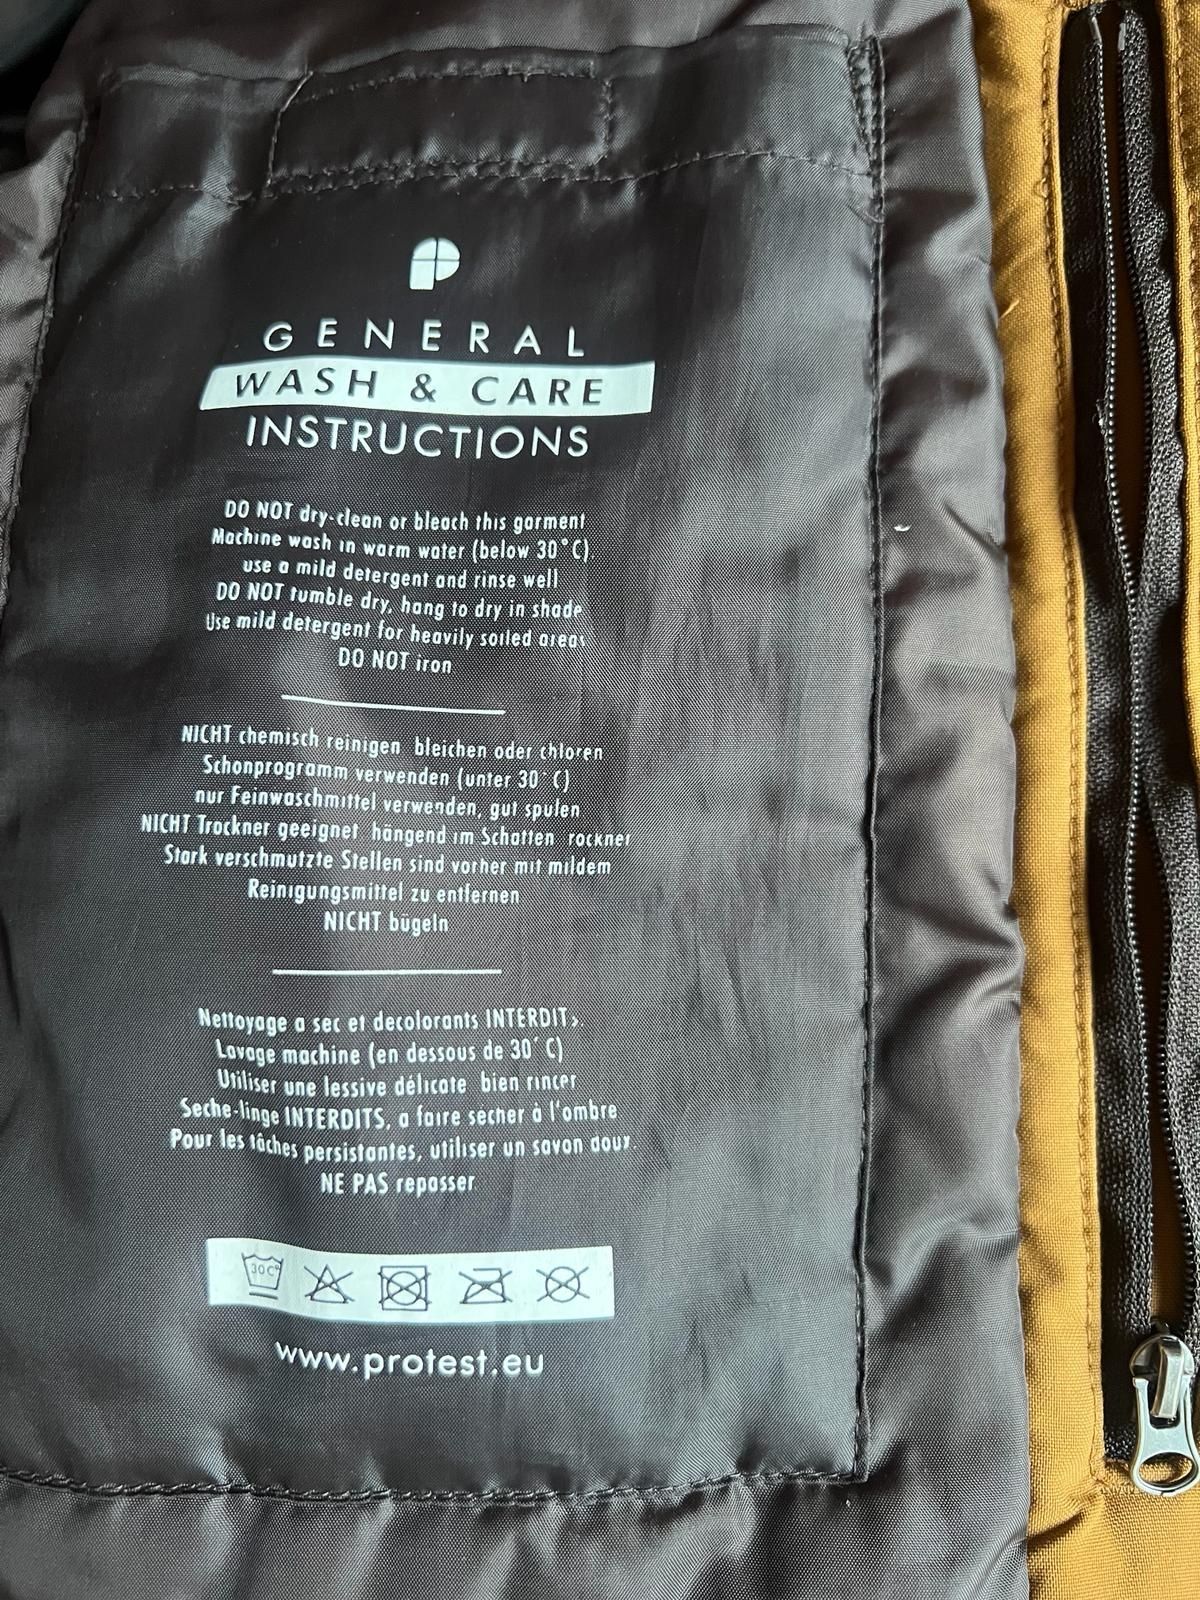 GENERAL
WASH & CARE
INSTRUCTIONS
DO NOT dry-clean or bleach this garment
Machine wash in warm water (below 30°C).
use a mild detergent and rinse well
DO NOT tumble dry, hang to dry in shade
Use mild detergent for heavily soiled areas
DO NOT iron
NICHT chemisch reinigen bleichen oder chloren
Schonprogramm verwenden (unter 30° C)
nur Feinwaschmittel verwenden, gut spulen
NICHT Trockner geeignet hängend im Schatten rockner
Stark verschmutzte Stellen sind vorher mit mildem
Reinigungsmittel zu entfernen
NICHT bügeln
Nettoyage a sec et decolorants INTERDITS.
Lavage machine (en dessous de 30° C)
Utiliser une lessive délicate bien rincer
Seche-linge INTERDITS, a faire secher à l'ombre
Pour les tâches persistantes, utiliser un savon doux.
NE PAS repasser
30C°
www.protest.eu